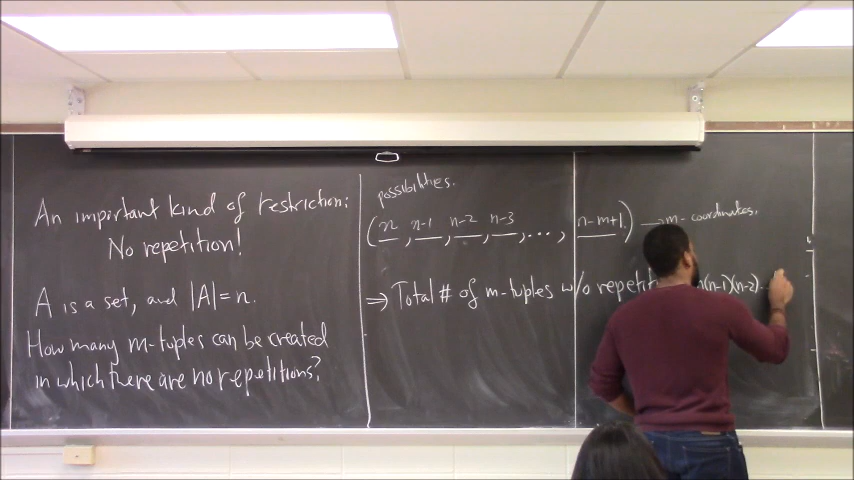 An important kind of restriction:
No repetition!
A is a set, and |A|=n.
How many m-tuples can be created
in which there are no repetitions?
possibilities.
(n, n-1, n-2, n-3, ..., n-m+1) → m-coordinates.
⇒ Total # of m-tuples w/o repetiti n(n-1)(n-2)..